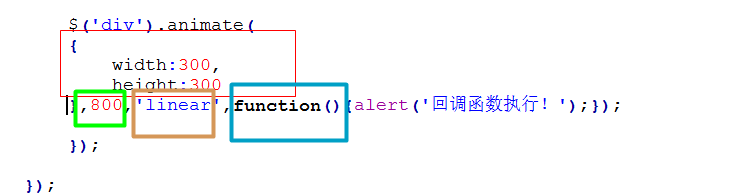 $('div').animate(
{
width:300,
height:300
},800,'linear',function(){alert('回调函数执行！');});
});
});